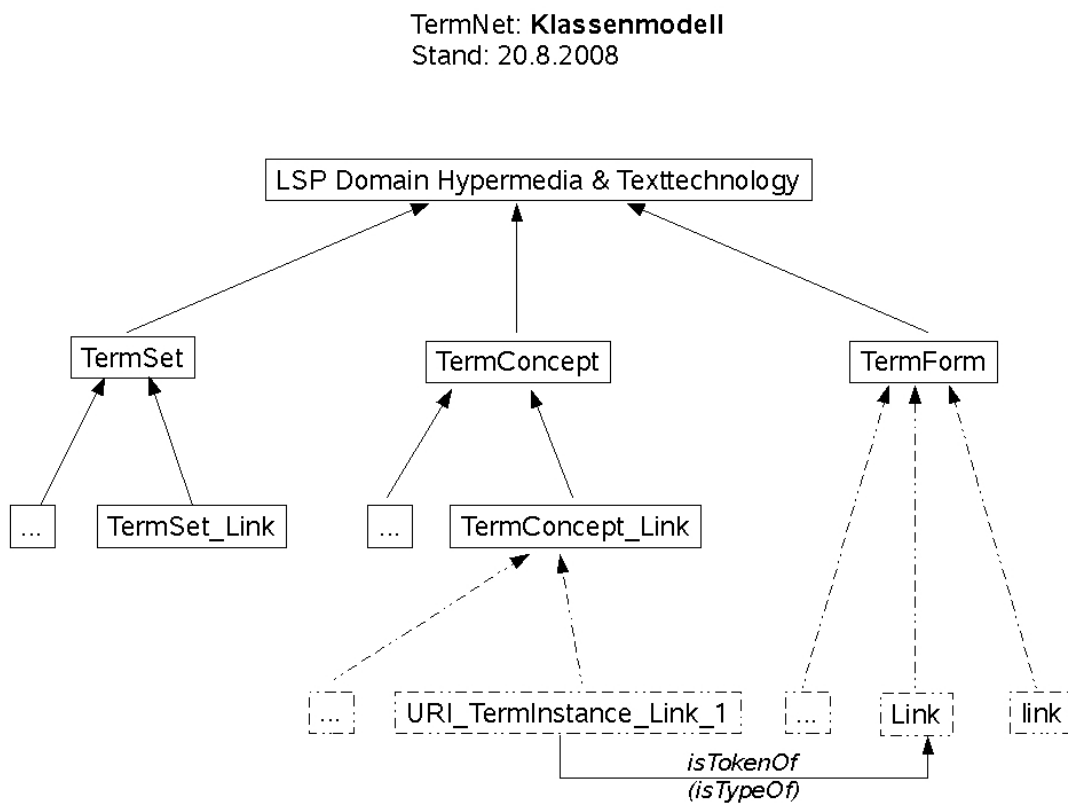 TermNet: Klassenmodell
Stand: 20.8.2008
LSP Domain Hypermedia & Texttechnology
TermSet
TermConcept
TermForm
...
TermSet_Link
...
TermConcept_Link
...
URI_TermInstance_Link_1
...
Link
link
isTokenOf
(isTypeOf)